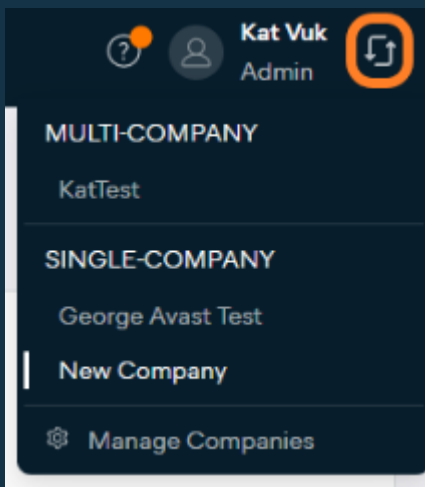 Kat Vuk
Admin
MULTI-COMPANY
KatTest
SINGLE-COMPANY
George Avast Test
New Company
Manage Companies